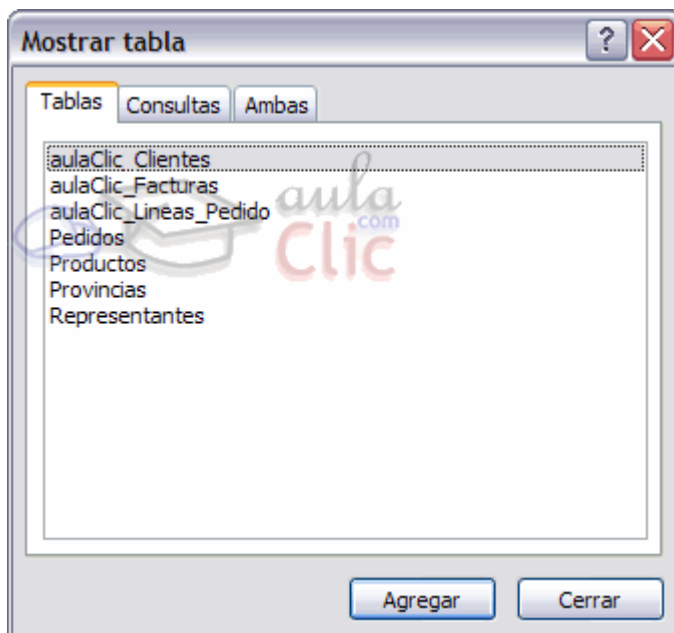 Mostrar tabla
?
Tablas
Consultas
Ambas
aulaClic_Clientes
aulaClic_Facturas
aulaClic_Lineas_Pedido
Pedidos
Productos
Provincias
Representantes
aula
.com
Clic
Agregar
Cerrar